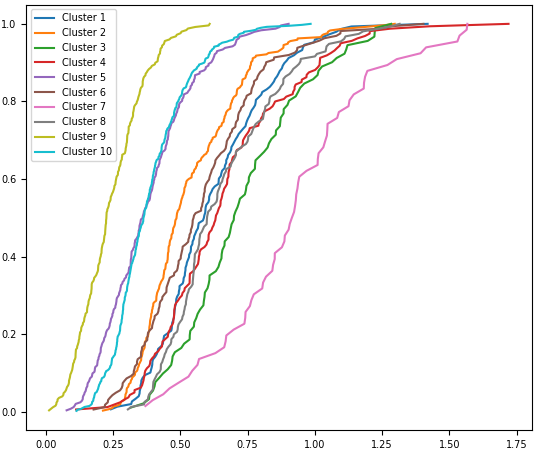 1.0
0.8
0.6
0.4
0.2
0.0
Cluster 1
Cluster 2
Cluster 3
Cluster 4
Cluster 5
Cluster 6
Cluster 7
Cluster 8
Cluster 9
Cluster 10
0.00 0.25 0.50 0.75 1.00 1.25 1.50 1.75